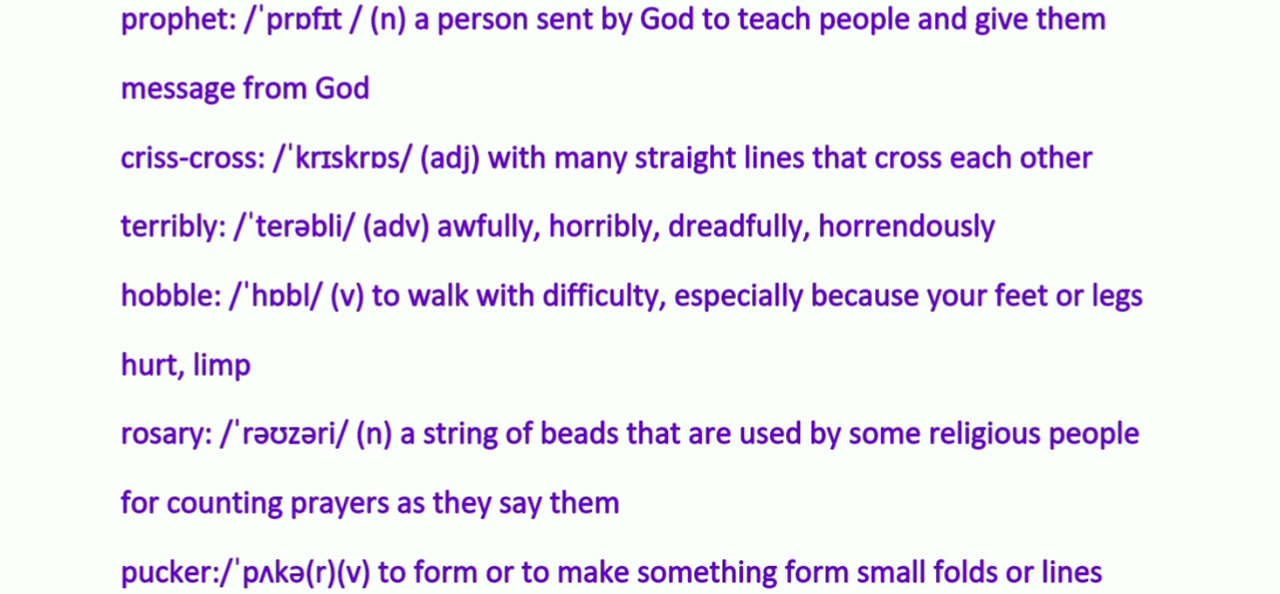 prophet: /ˈprɒfɪt / (n) a person sent by God to teach people and give them
message from God
criss-cross: /ˈkrɪskrɒs/ (adj) with many straight lines that cross each other
terribly: /ˈterəbli/ (adv) awfully, horribly, dreadfully, horrendously
hobble: /ˈhɒbl/ (v) to walk with difficulty, especially because your feet or legs
hurt, limp
rosary: /ˈrəʊzəri/ (n) a string of beads that are used by some religious people
for counting prayers as they say them
pucker:/ˈpʌkə(r)(v) to form or to make something form small folds or lines